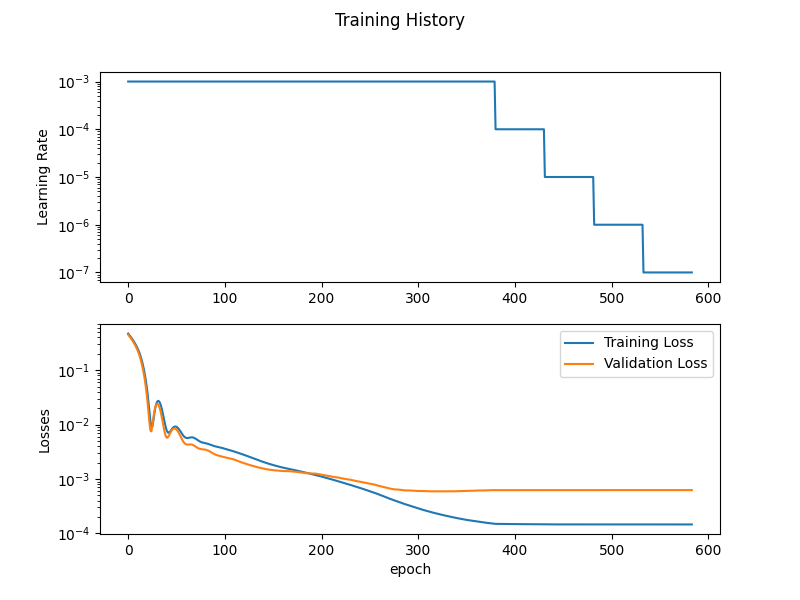 Training History
Learning Rate
10⁻³
10⁻⁴
10⁻⁵
10⁻⁶
10⁻⁷
0 100 200 300 400 500 600
Losses
10⁻¹
10⁻²
10⁻³
10⁻⁴
Training Loss
Validation Loss
0 100 200 300 400 500 600
epoch